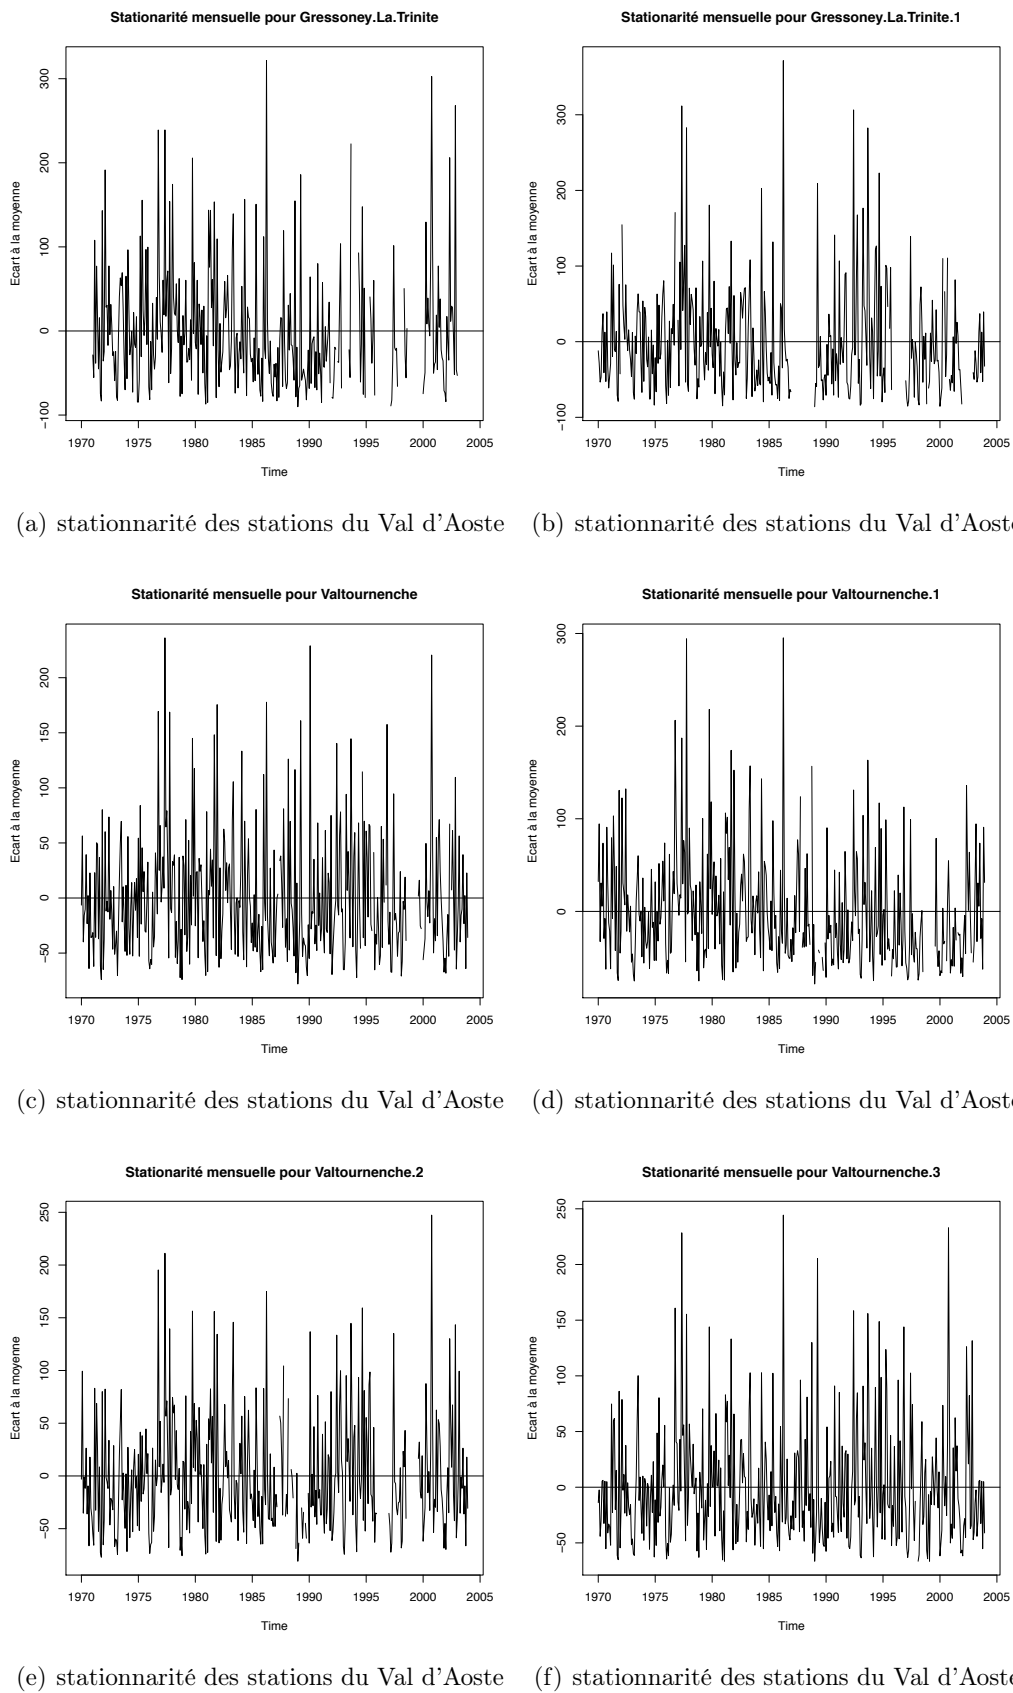 Stationarité mensuelle pour Gressoney.La.Trinite
Ecart à la moyenne
300
200
100
0
−100
1970 1975 1980 1985 1990 1995 2000 2005
Time
(a) stationnarité des stations du Val d'Aoste
Stationarité mensuelle pour Gressoney.La.Trinite.1
Ecart à la moyenne
300
200
100
0
−100
1970 1975 1980 1985 1990 1995 2000 2005
Time
(b) stationnarité des stations du Val d'Aoste
Stationarité mensuelle pour Valtournenche
Ecart à la moyenne
200
150
100
50
0
−50
1970 1975 1980 1985 1990 1995 2000 2005
Time
(c) stationnarité des stations du Val d'Aoste
Stationarité mensuelle pour Valtournenche.1
Ecart à la moyenne
300
200
100
0
1970 1975 1980 1985 1990 1995 2000 2005
Time
(d) stationnarité des stations du Val d'Aoste
Stationarité mensuelle pour Valtournenche.2
Ecart à la moyenne
250
200
150
100
50
0
−50
1970 1975 1980 1985 1990 1995 2000 2005
Time
(e) stationnarité des stations du Val d'Aoste
Stationarité mensuelle pour Valtournenche.3
Ecart à la moyenne
250
200
150
100
50
0
−50
1970 1975 1980 1985 1990 1995 2000 2005
Time
(f) stationnarité des stations du Val d'Aoste